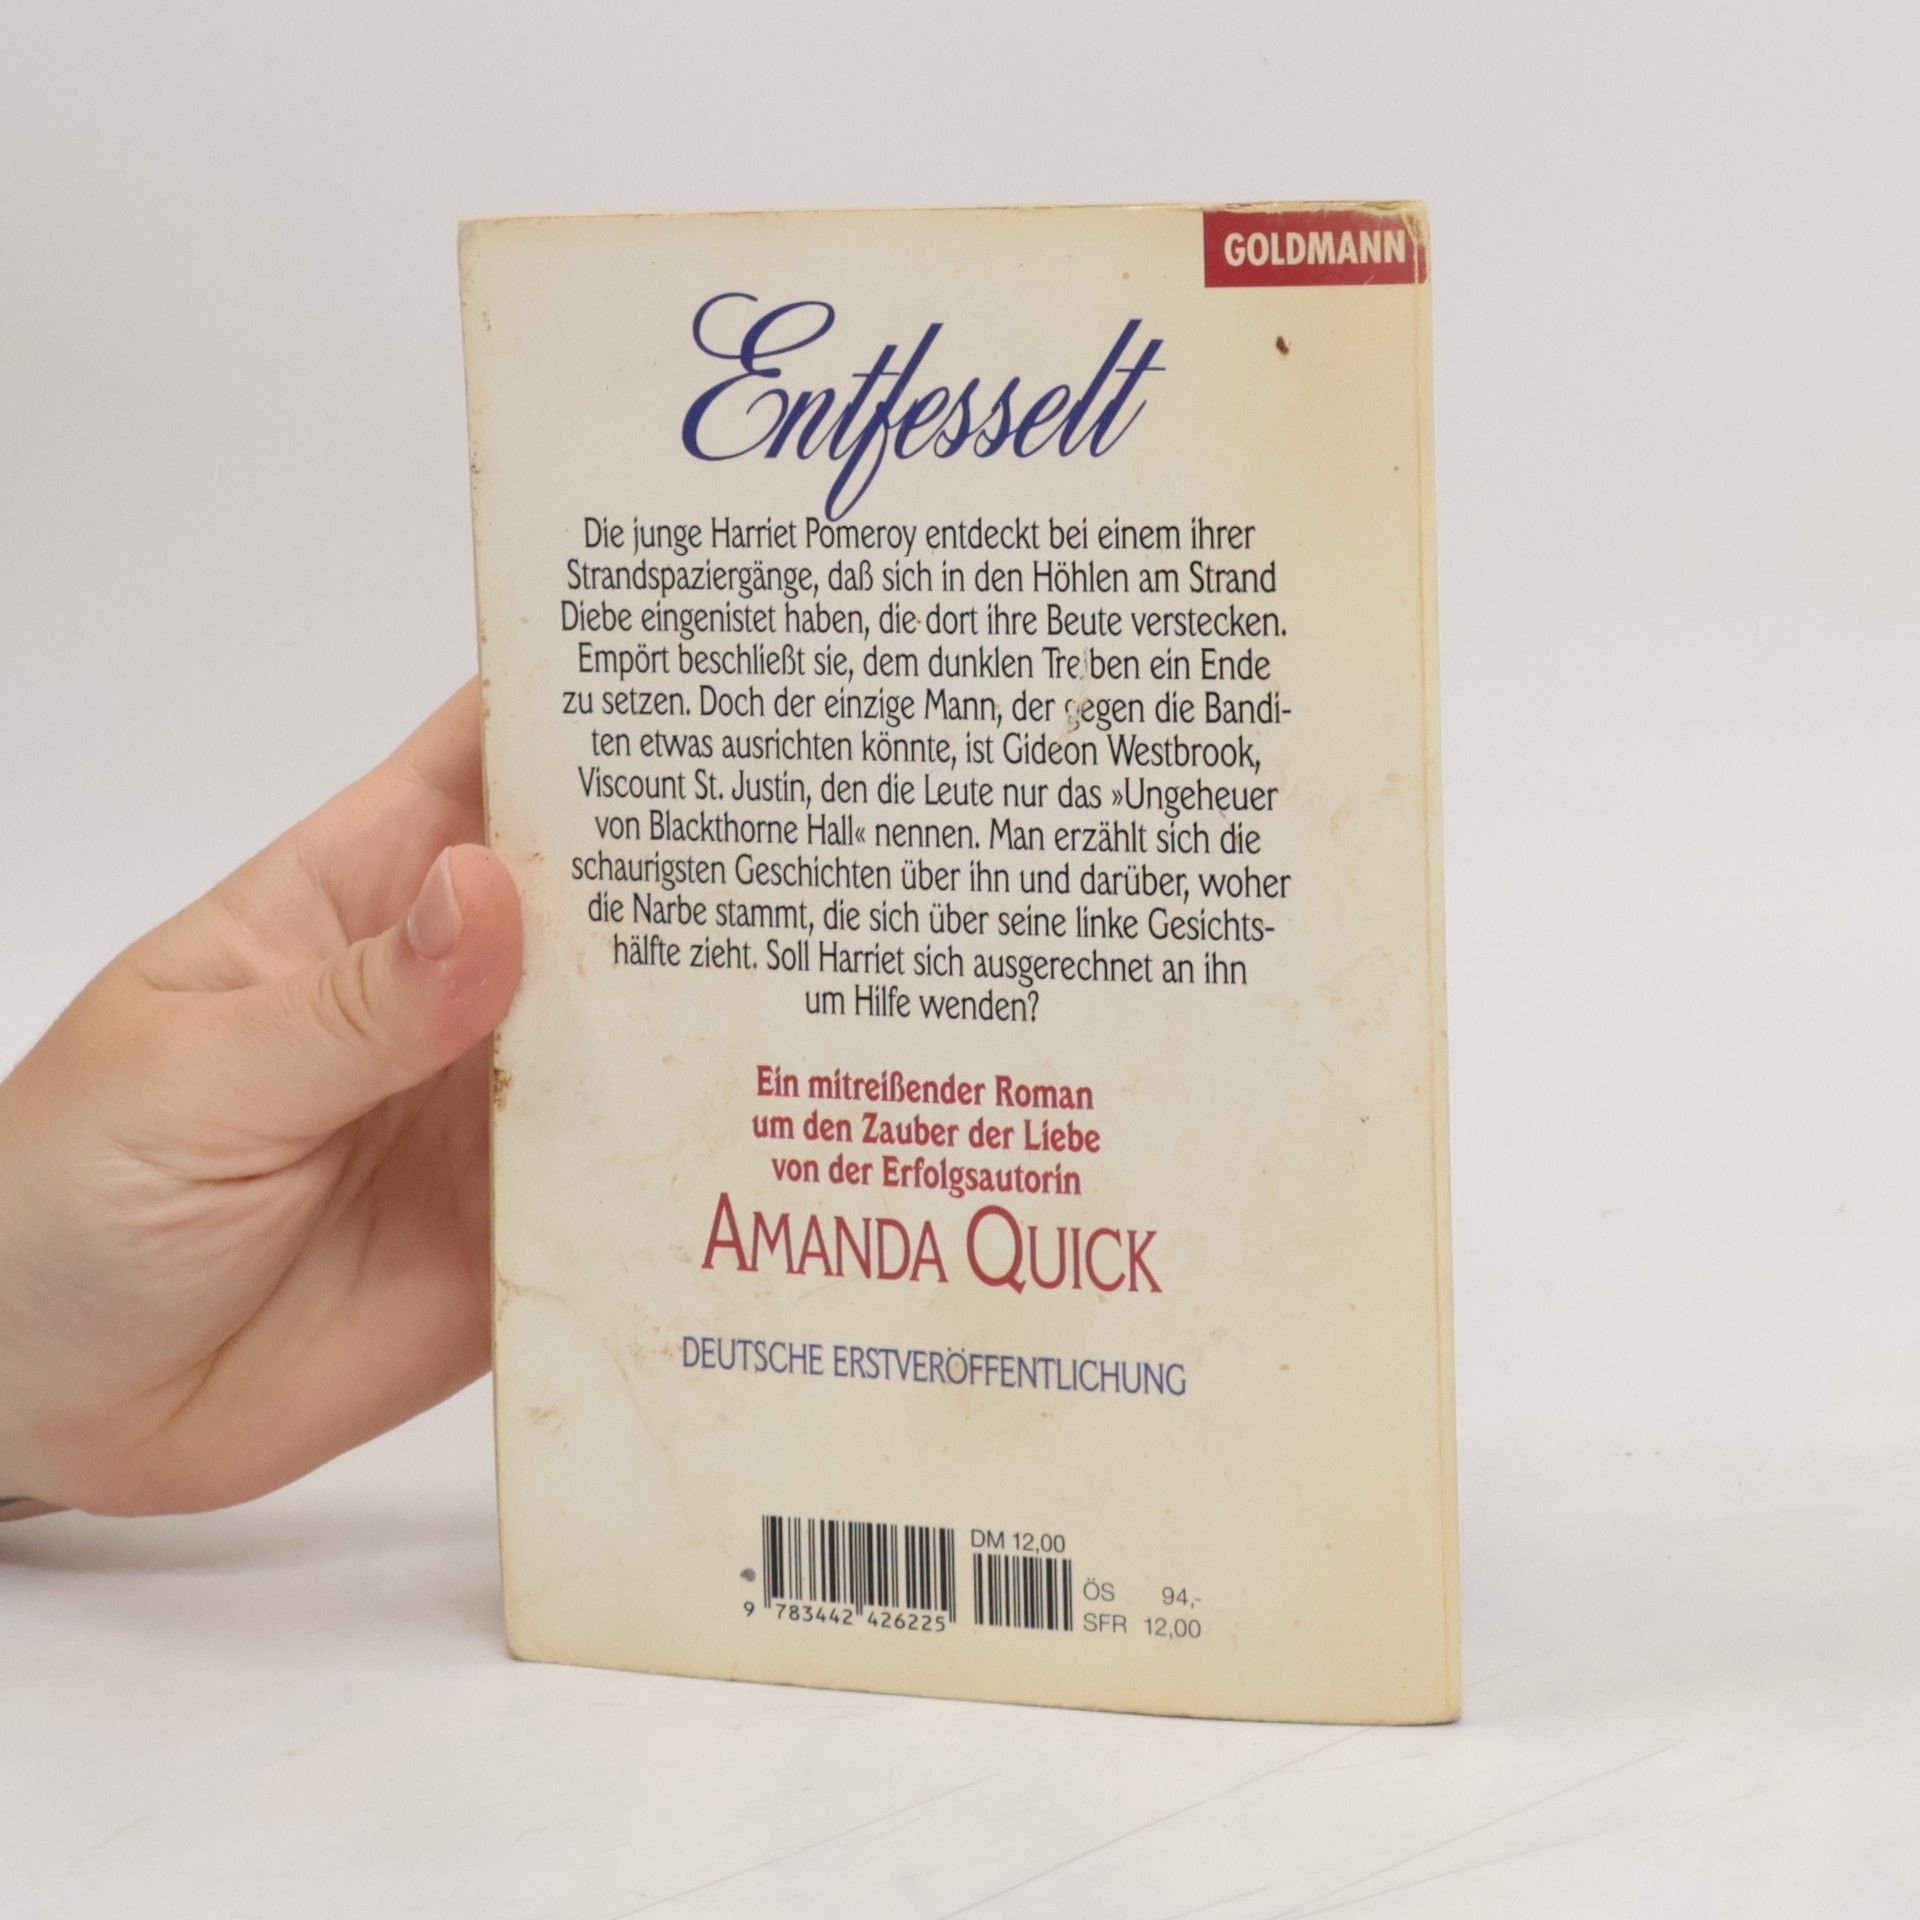 GOLDMANN
Entfesselt
Die junge Harriet Pomeroy entdeckt bei einem ihrer
Strandspaziergänge, daß sich in den Höhlen am Strand
Diebe eingenistet haben, die dort ihre Beute verstecken.
Empört beschließt sie, dem dunklen Treiben ein Ende
zu setzen. Doch der einzige Mann, der gegen die Bandi-
ten etwas ausrichten könnte, ist Gideon Westbrook,
Viscount St. Justin, den die Leute nur das »Ungeheuer
von Blackthorne Hall« nennen. Man erzählt sich die
schaurigsten Geschichten über ihn und darüber, woher
die Narbe stammt, die sich über seine linke Gesichts-
hälfte zieht. Soll Harriet sich ausgerechnet an ihn
um Hilfe wenden?
Ein mitreißender Roman
um den Zauber der Liebe
von der Erfolgsautorin
AMANDA QUICK
DEUTSCHE ERSTVERÖFFENTLICHUNG
DM 12,00
ÖS 94,-
SFR 12,00
9 783442 426225